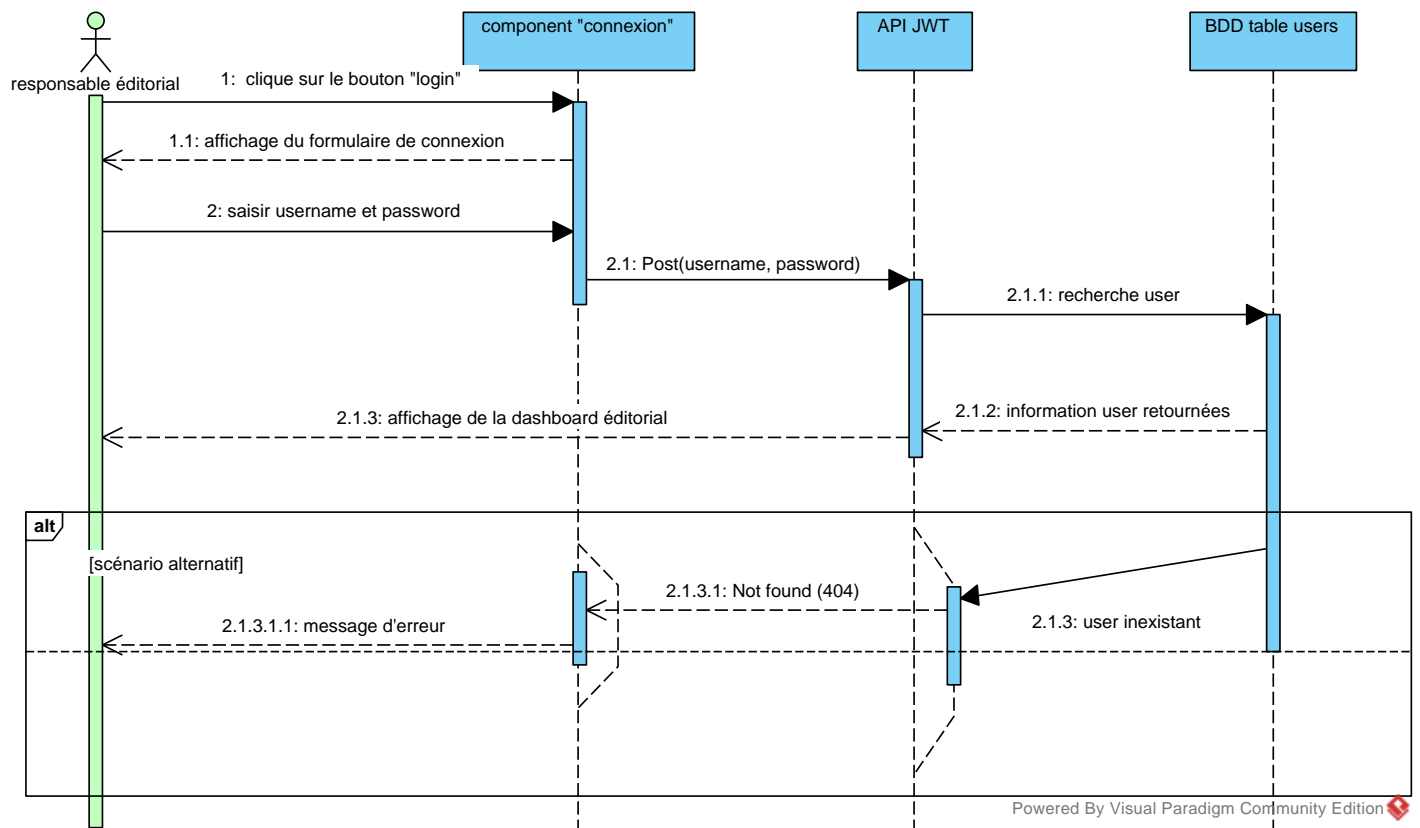 component "connexion"
API JWT
BDD table users
responsable éditorial
1: clique sur le bouton "login"
1.1: affichage du formulaire de connexion
2: saisir username et password
2.1: Post(username, password)
2.1.1: recherche user
2.1.2: information user retournées
2.1.3: affichage de la dashboard éditorial
alt
[scénario alternatif]
2.1.3.1: Not found (404)
2.1.3: user inexistant
2.1.3.1.1: message d'erreur
Powered By Visual Paradigm Community Edition